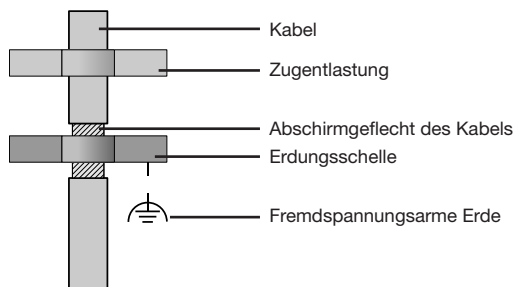 Kabel
Zugentlastung
Abschirmgeflecht des Kabels
Erdungsschelle
Fremdspannungsarme Erde